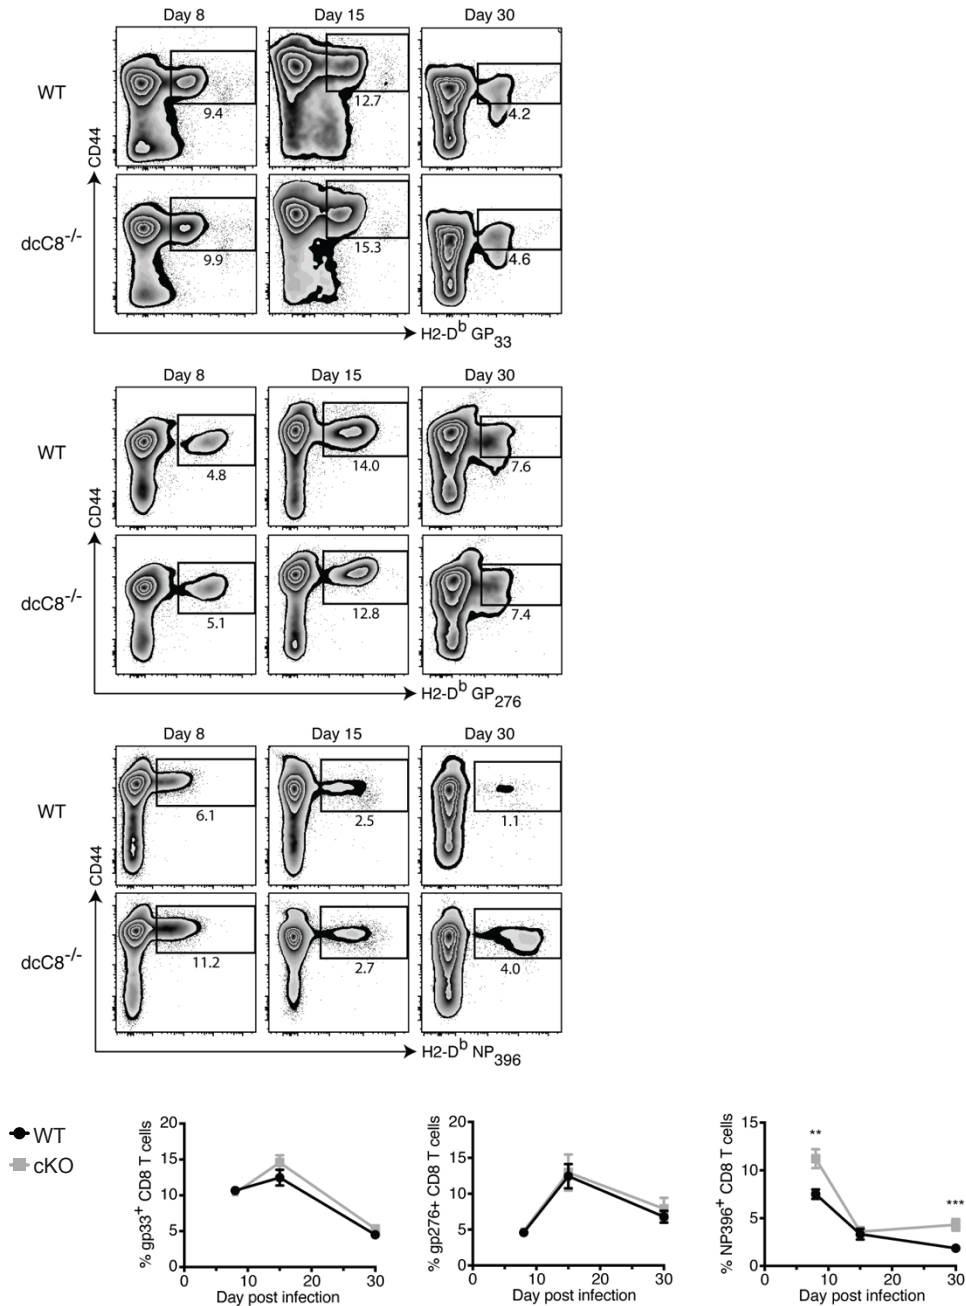 Day 8 Day 15 Day 30
WT
9.4 12.7 4.2
CD44
dcC8-/-
9.9 15.3 4.6
H2-Db GP33
Day 8 Day 15 Day 30
WT
4.8 14.0 7.6
CD44
dcC8-/-
5.1 12.8 7.4
H2-Db GP276
Day 8 Day 15 Day 30
WT
6.1 2.5 1.1
CD44
dcC8-/-
11.2 2.7 4.0
H2-Db NP396
WT
cKO
% gp33+ CD8 T cells
20
15
10
5
0
0 10 20 30
Day post infection
% gp276+ CD8 T cells
20
15
10
5
0
0 10 20 30
Day post infection
% NP396+ CD8 T cells
15
10
5
0
**
***
0 10 20 30
Day post infection